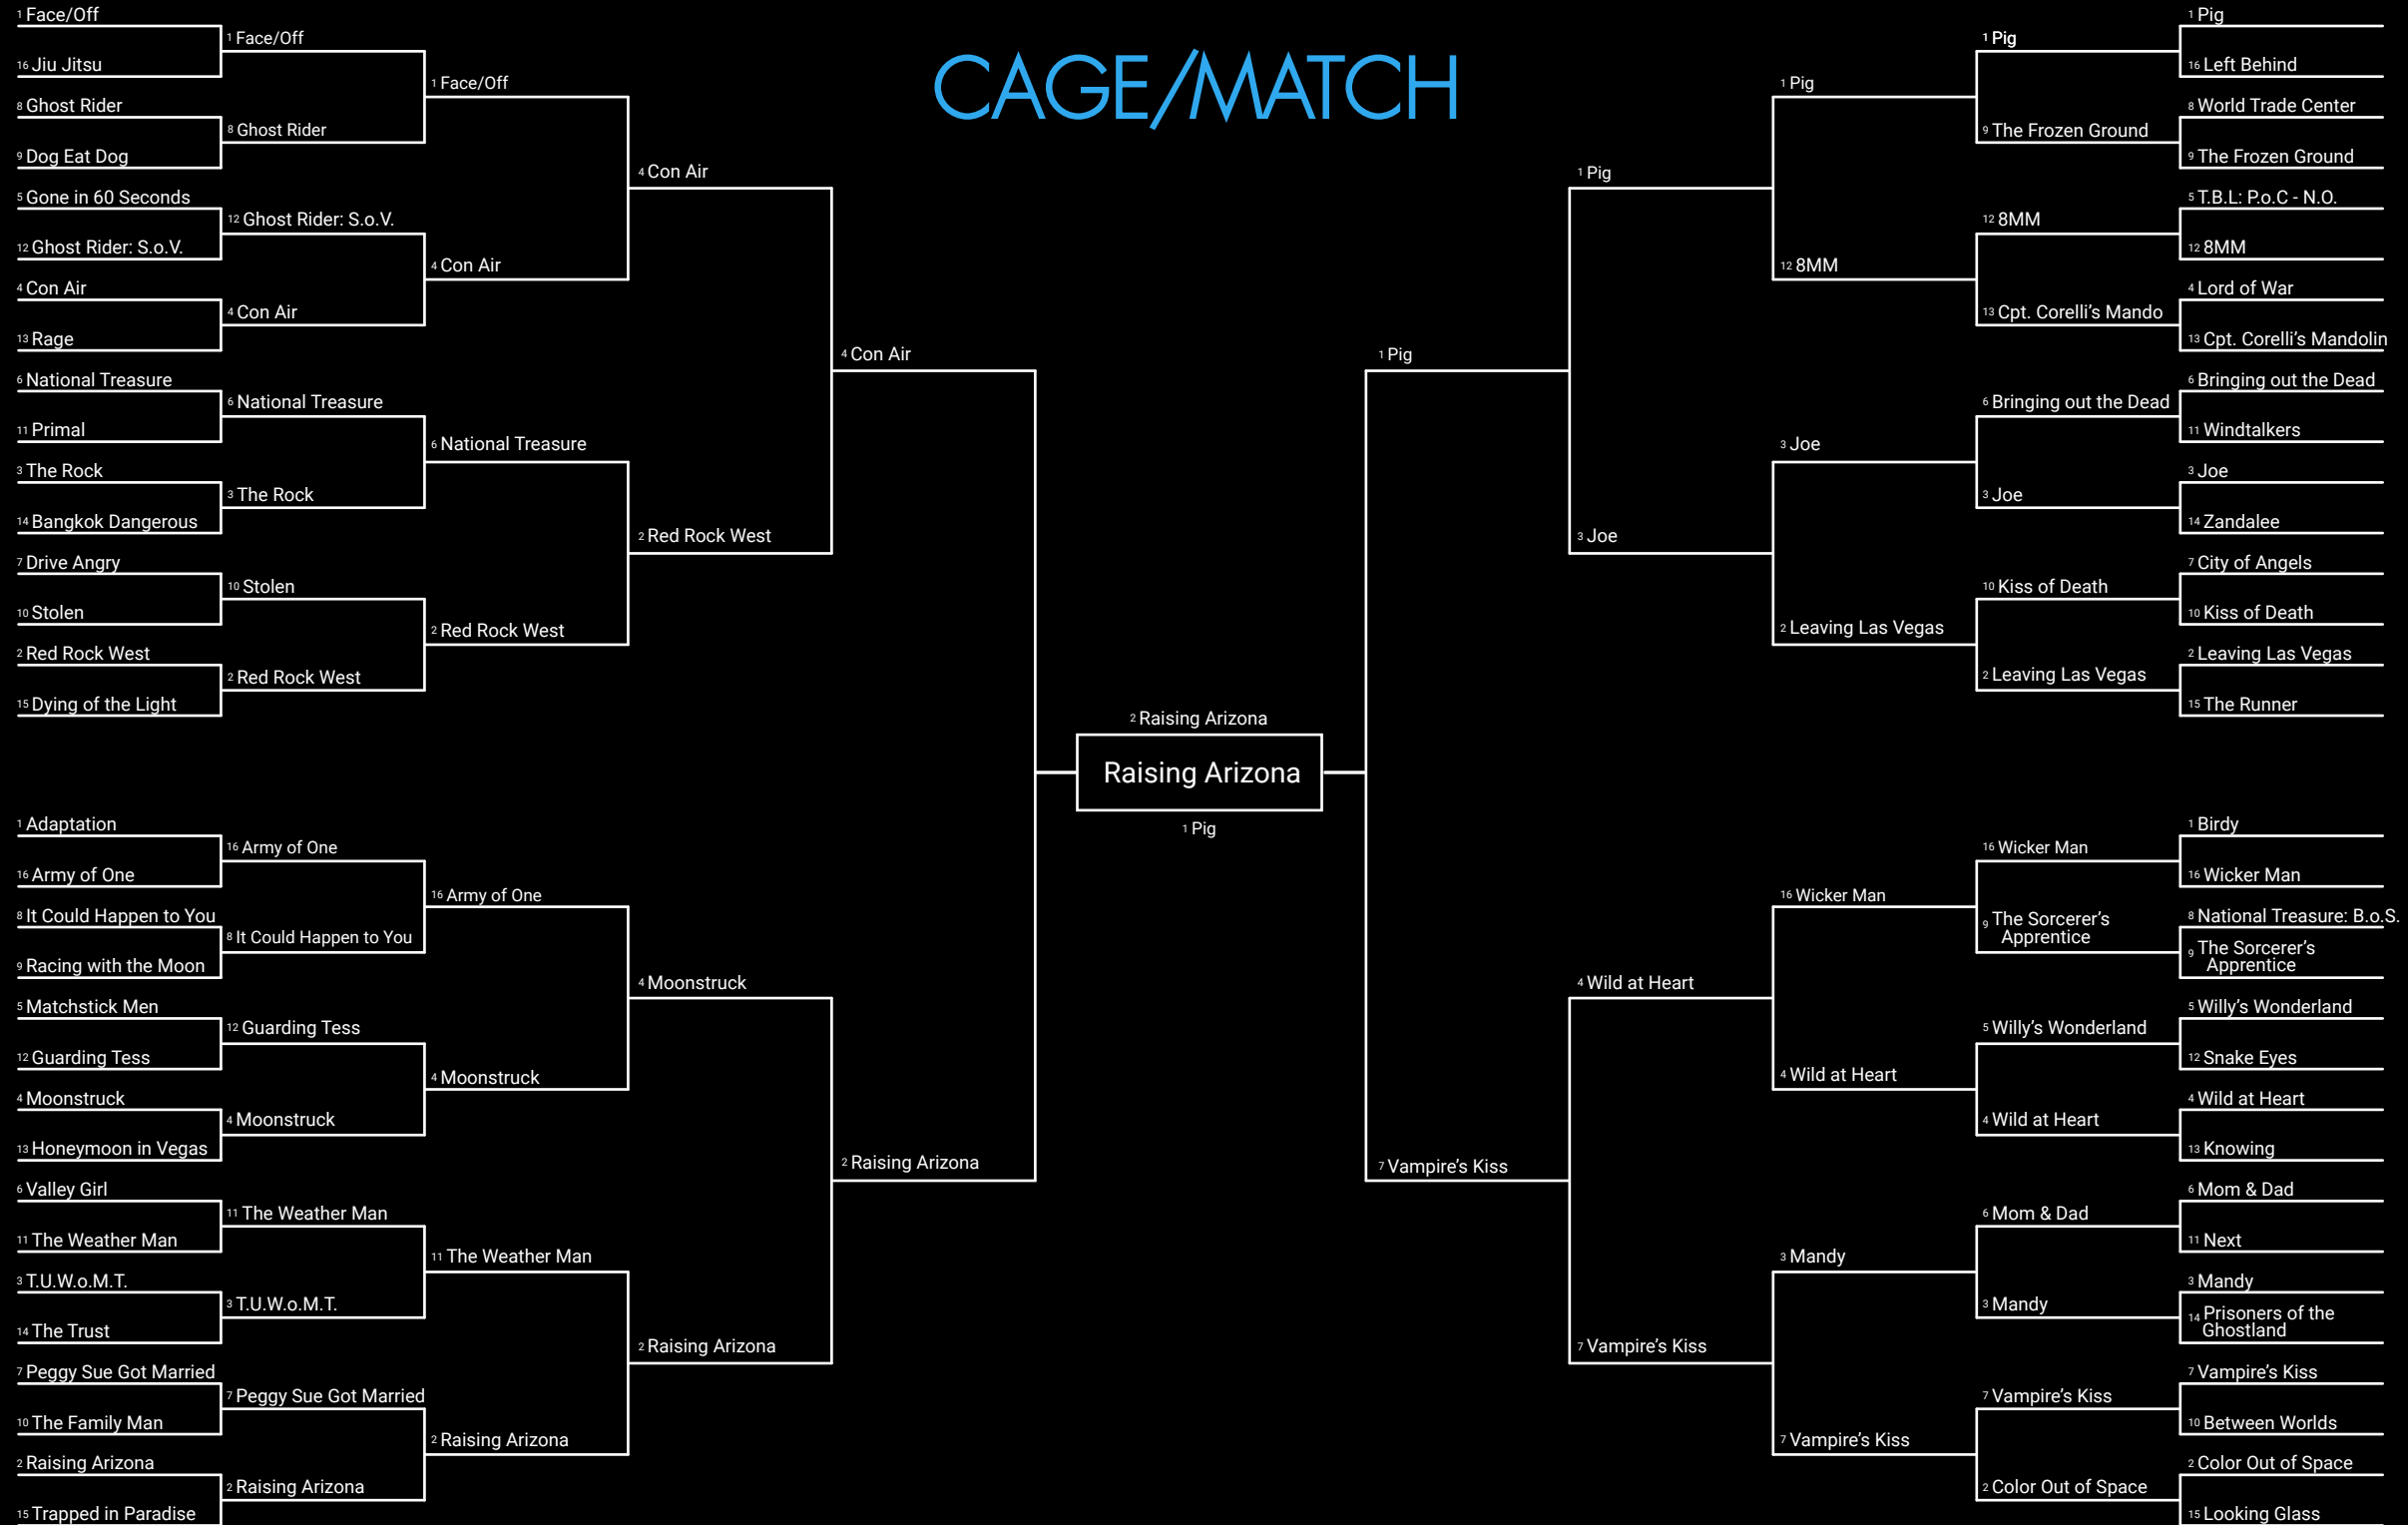 CAGE/MATCH
1 Face/Off
16 Jiu Jitsu
8 Ghost Rider
9 Dog Eat Dog
5 Gone in 60 Seconds
12 Ghost Rider: S.o.V.
4 Con Air
13 Rage
6 National Treasure
11 Primal
3 The Rock
14 Bangkok Dangerous
7 Drive Angry
10 Stolen
2 Red Rock West
15 Dying of the Light
1 Adaptation
16 Army of One
8 It Could Happen to You
9 Racing with the Moon
5 Matchstick Men
12 Guarding Tess
4 Moonstruck
13 Honeymoon in Vegas
6 Valley Girl
11 The Weather Man
3 T.U.W.o.M.T.
14 The Trust
7 Peggy Sue Got Married
10 The Family Man
2 Raising Arizona
15 Trapped in Paradise
1 Face/Off
8 Ghost Rider
12 Ghost Rider: S.o.V.
4 Con Air
6 National Treasure
3 The Rock
10 Stolen
2 Red Rock West
16 Army of One
8 It Could Happen to You
12 Guarding Tess
4 Moonstruck
11 The Weather Man
3 T.U.W.o.M.T.
7 Peggy Sue Got Married
2 Raising Arizona
1 Face/Off
4 Con Air
6 National Treasure
2 Red Rock West
16 Army of One
4 Moonstruck
11 The Weather Man
2 Raising Arizona
4 Con Air
2 Red Rock West
4 Moonstruck
2 Raising Arizona
4 Con Air
2 Raising Arizona
2 Raising Arizona
Raising Arizona
1 Pig
1 Pig
7 Vampire's Kiss
1 Pig
3 Joe
4 Wild at Heart
7 Vampire's Kiss
1 Pig
12 8MM
3 Joe
2 Leaving Las Vegas
16 Wicker Man
4 Wild at Heart
3 Mandy
7 Vampire's Kiss
1 Pig
9 The Frozen Ground
12 8MM
13 Cpt. Corelli's Mando
6 Bringing out the Dead
3 Joe
10 Kiss of Death
2 Leaving Las Vegas
16 Wicker Man
9 The Sorcerer's
Apprentice
5 Willy's Wonderland
4 Wild at Heart
6 Mom & Dad
3 Mandy
7 Vampire's Kiss
2 Color Out of Space
1 Pig
16 Left Behind
8 World Trade Center
9 The Frozen Ground
5 T.B.L: P.o.C - N.O.
12 8MM
4 Lord of War
13 Cpt. Corelli's Mandolin
6 Bringing out the Dead
11 Windtalkers
3 Joe
14 Zandalee
7 City of Angels
10 Kiss of Death
2 Leaving Las Vegas
15 The Runner
1 Birdy
16 Wicker Man
8 National Treasure: B.o.S.
9 The Sorcerer's
Apprentice
5 Willy's Wonderland
12 Snake Eyes
4 Wild at Heart
13 Knowing
6 Mom & Dad
11 Next
3 Mandy
14 Prisoners of the
Ghostland
7 Vampire's Kiss
10 Between Worlds
2 Color Out of Space
15 Looking Glass